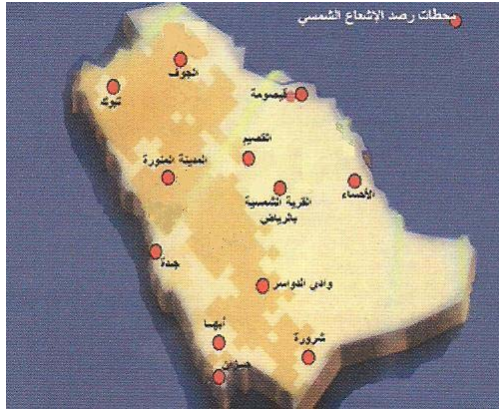 محطات رصد الإشعاع الشمسي
الجوف
تبوك
قيصومة
القصيم
المدينة المنورة
الأحساء
القرية الشمسية
بالرياض
جدة
وادي الدواسر
أبها
شرورة
جيزان